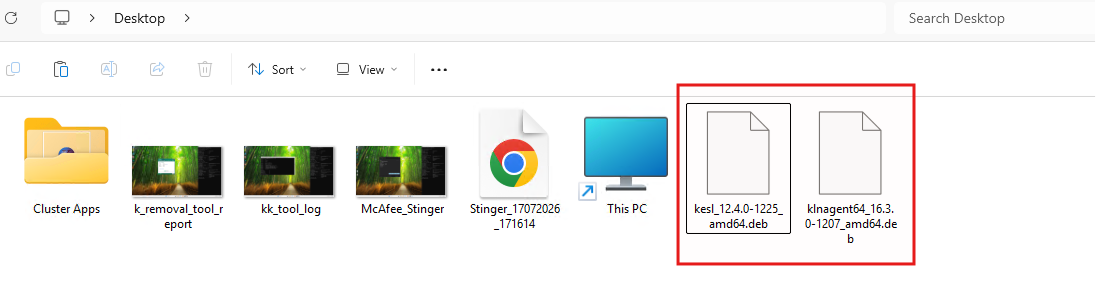 Desktop
Search Desktop
Sort
View
Cluster Apps
k_removal_tool_r
eport
kk_tool_log
McAfee_Stinger
Stinger_17072026
_171614
This PC
kesl_12.4.0-1225_
amd64.deb
klnagent64_16.3.
0-1207_amd64.de
b